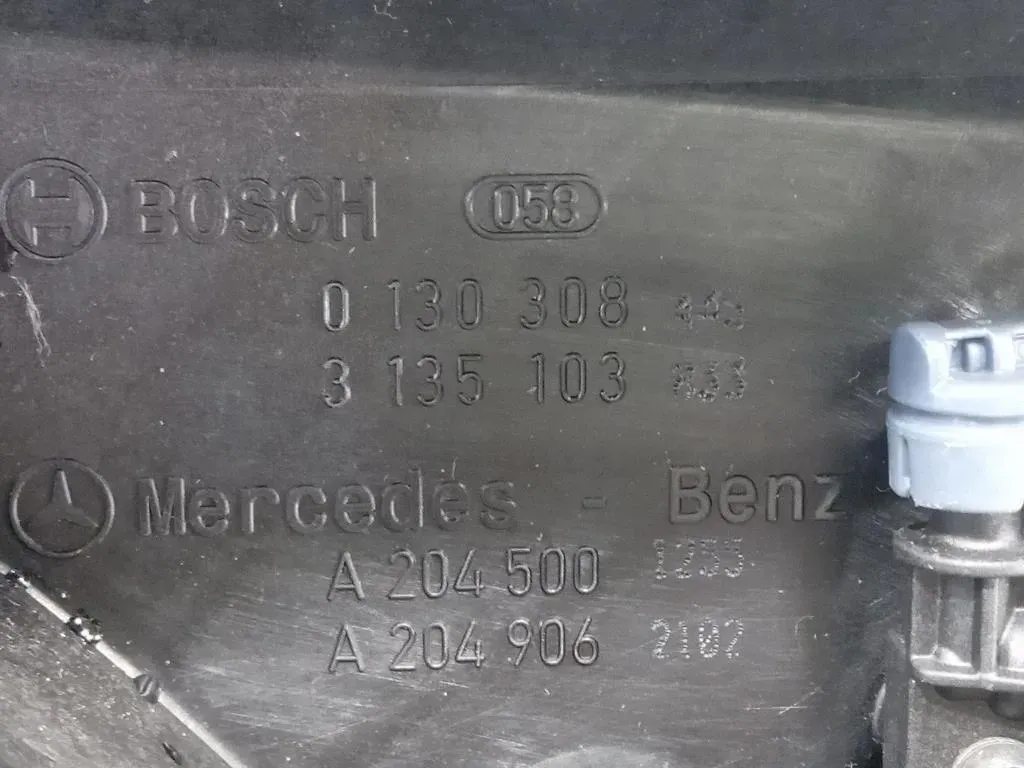 BOSCH 058
0 130 308
3 135 103
Mercedes - Benz
A 204 500
A 204 906 2102